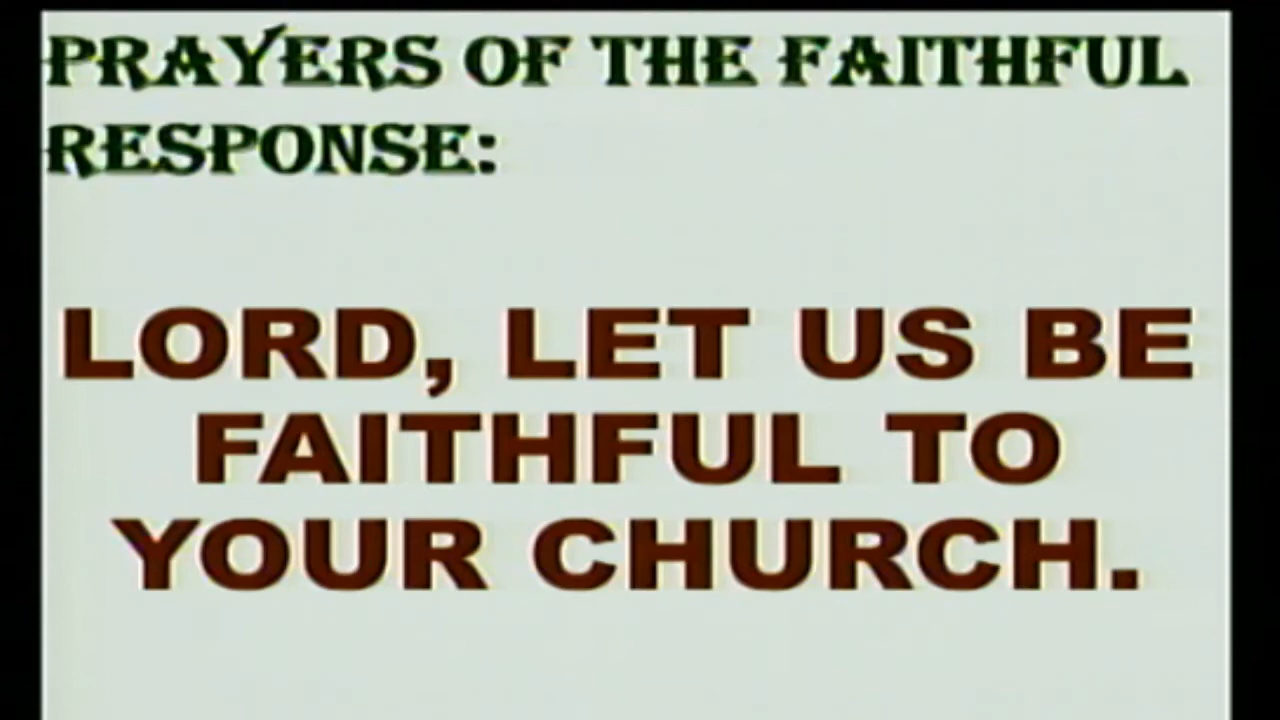 PRAYERS OF THE FAITHFUL
RESPONSE:
LORD, LET US BE
FAITHFUL TO
YOUR CHURCH.